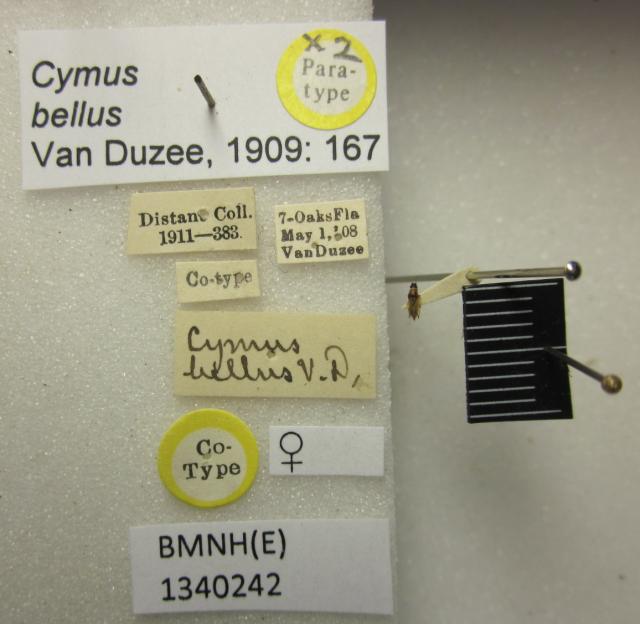 Cymus
bellus
Van Duzee, 1909: 167
x 2
Para-
type
Distant Coll.
1911—383.
7-OaksFla
May 1,'08
VanDuzee
Co-type
Cymus
bellus V.D,
Co-
Type
♀
BMNH(E)
1340242